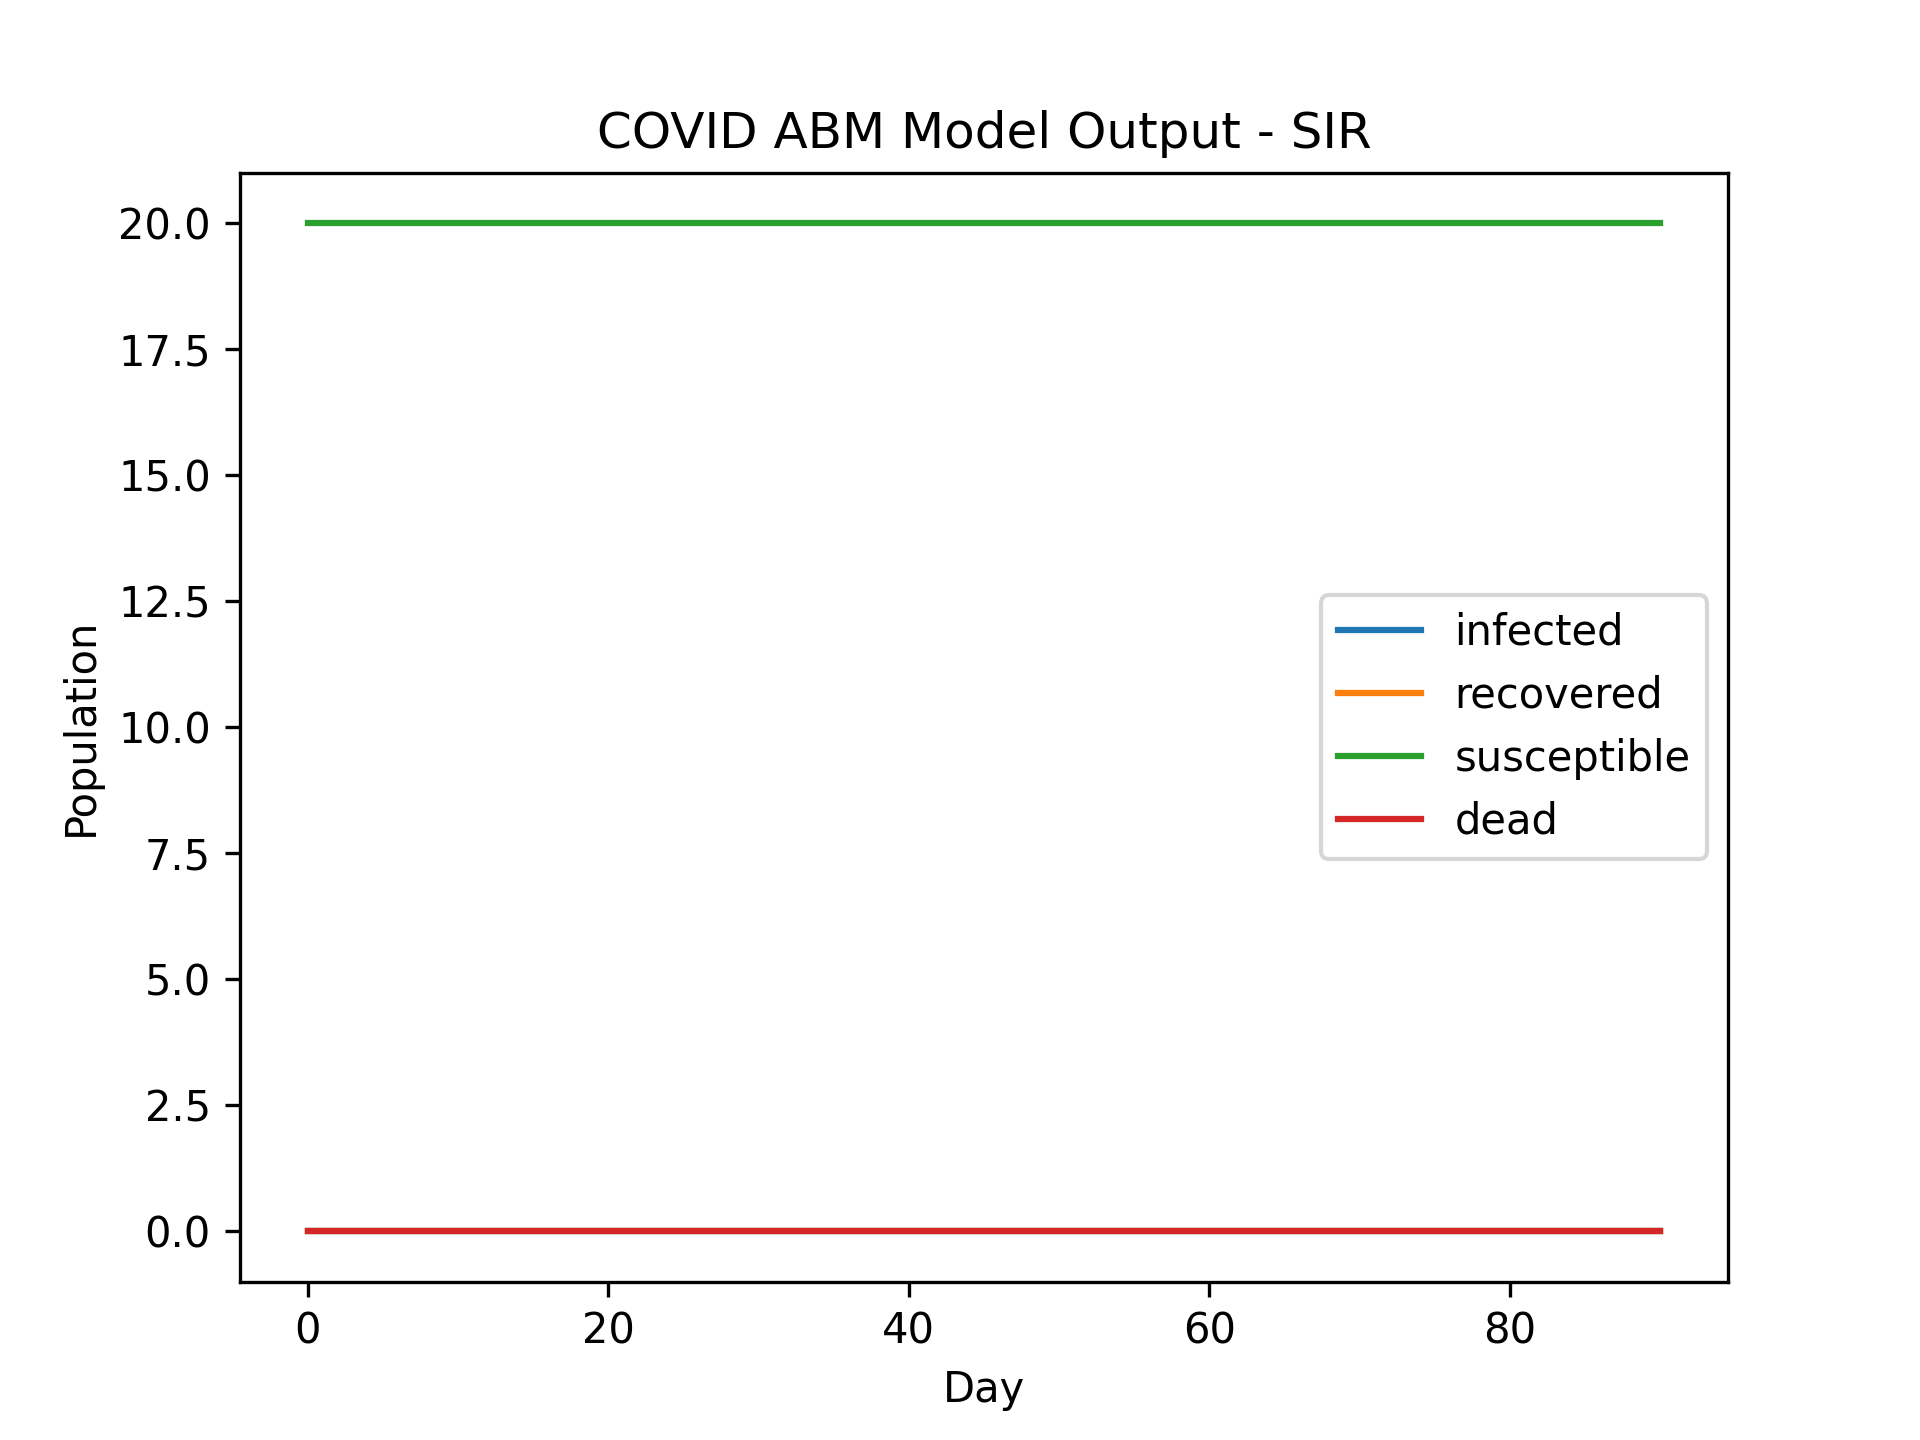 COVID ABM Model Output - SIR
20.0
17.5
15.0
12.5
10.0
7.5
5.0
2.5
0.0
Population
infected
recovered
susceptible
dead
0 20 40 60 80
Day